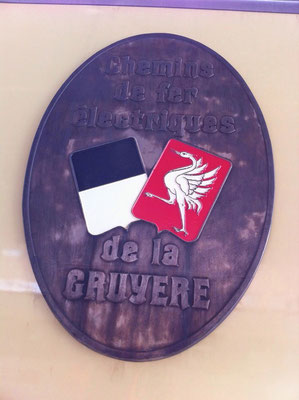 Chemins
de fer
électriques
de la
GRUYERE